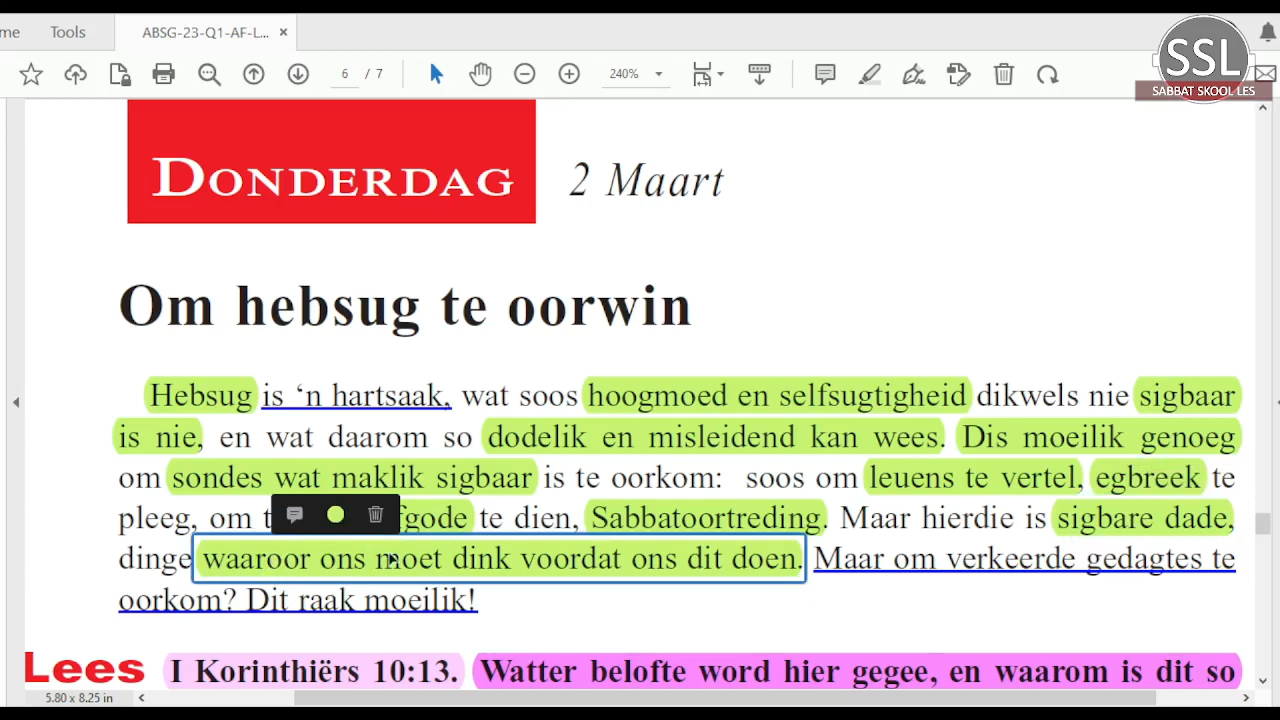 me Tools ABSG-23-Q1-AF-L... ×
SSL
SABBAT SKOOL LES
6 / 7 240%
DONDERDAG 2 Maart
Om hebsug te oorwin
Hebsug is ‘n hartsaak, wat soos hoogmoed en selfsugtigheid dikwels nie sigbaar
is nie, en wat daarom so dodelik en misleidend kan wees. Dis moeilik genoeg
om sondes wat maklik sigbaar is te oorkom: soos om leuens te vertel, egbreek te
pleeg, om t fgode te dien, Sabbatoortreding. Maar hierdie is sigbare dade,
dinge waaroor ons moet dink voordat ons dit doen. Maar om verkeerde gedagtes te
oorkom? Dit raak moeilik!
Lees I Korinthiërs 10:13. Watter belofte word hier gegee, en waarom is dit so
5.80 x 8.25 in